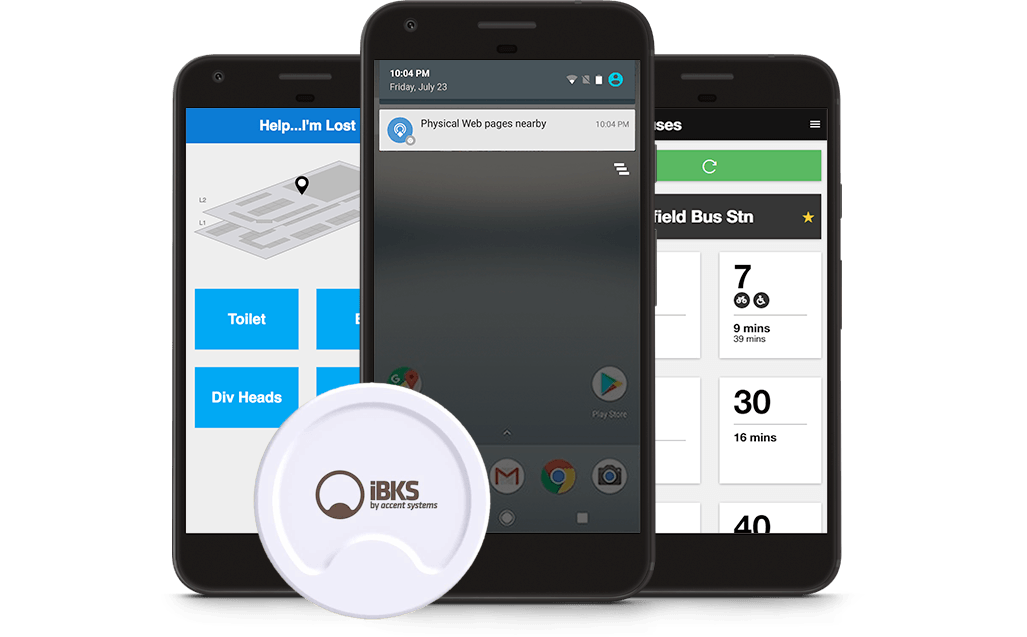 Help...I'm Lost
L2
L1
Toilet
Div Heads
10:04 PM
Friday, July 23
Physical Web pages nearby
10:04 PM
Play Store
iBKS
by accent systems
uses
field Bus Stn
7
9 mins
39 mins
30
16 mins
40